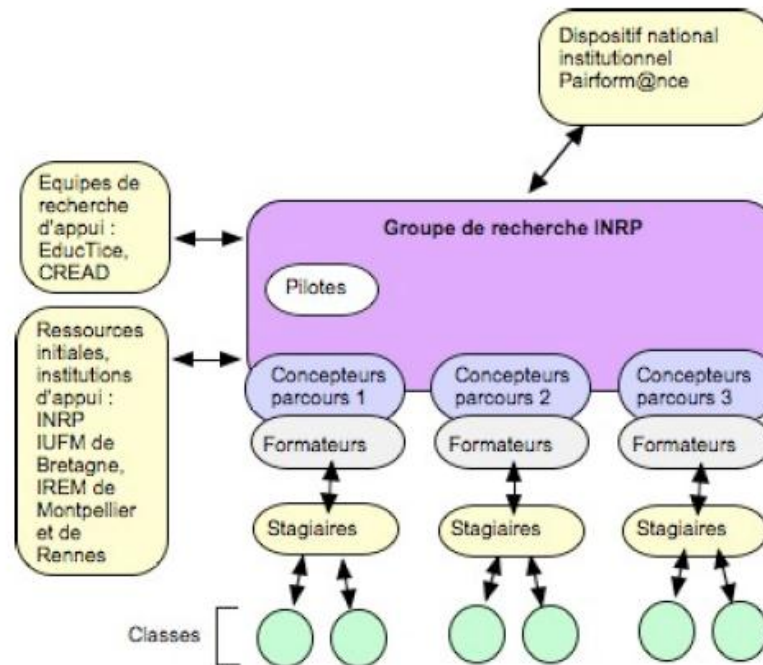 Dispositif national
institutionnel
Pairform@nce
Equipes de
recherche
d'appui :
EducTice,
CREAD
Groupe de recherche INRP
Pilotes
Ressources
initiales,
institutions
d'appui :
INRP
IUFM de
Bretagne,
IREM de
Montpellier
et de
Rennes
Concepteurs
parcours 1
Concepteurs
parcours 2
Concepteurs
parcours 3
Formateurs
Formateurs
Formateurs
Stagiaires
Stagiaires
Stagiaires
Classes